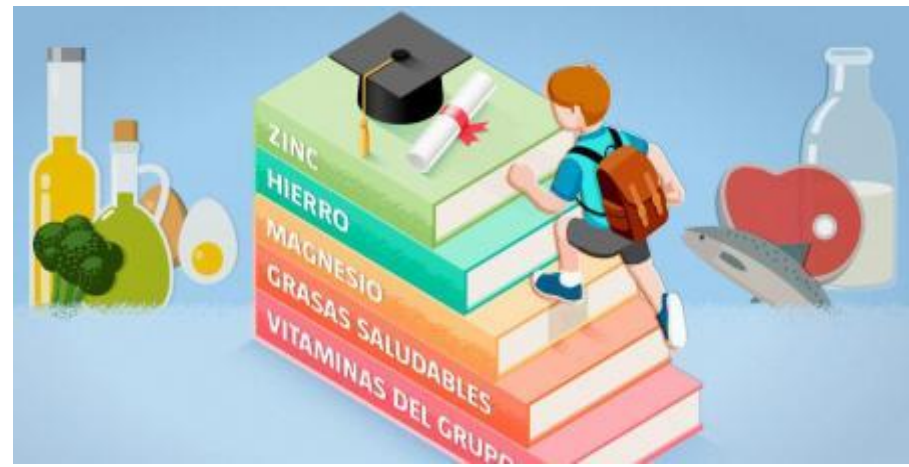 ZINC
HIERRO
MAGNESIO
GRASAS SALUDABLES
VITAMINAS DEL GRUPO